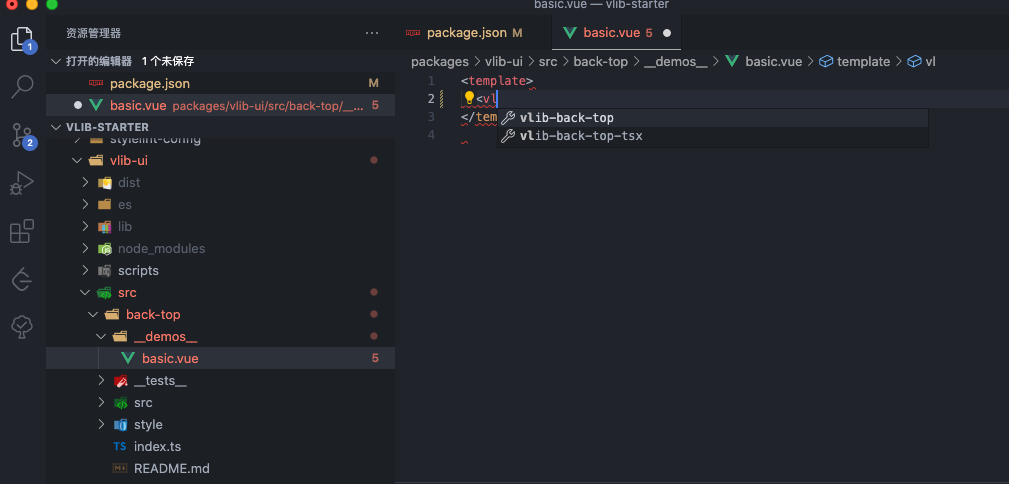 basic.vue — vlib-starter
资源管理器
package.json M
basic.vue 5
打开的编辑器 1 个未保存
package.json M
basic.vue packages/vlib-ui/src/back-top/__... 5
VLIB-STARTER
stylelint-config
vlib-ui
dist
es
lib
node_modules
scripts
src
back-top
__demos__
basic.vue 5
__tests__
src
style
TS index.ts
README.md
1
2
packages > vlib-ui > src > back-top > __demos__ > basic.vue > template > vl
1 <template>
2 <vl
3 </tem
4
vlib-back-top
vlib-back-top-tsx